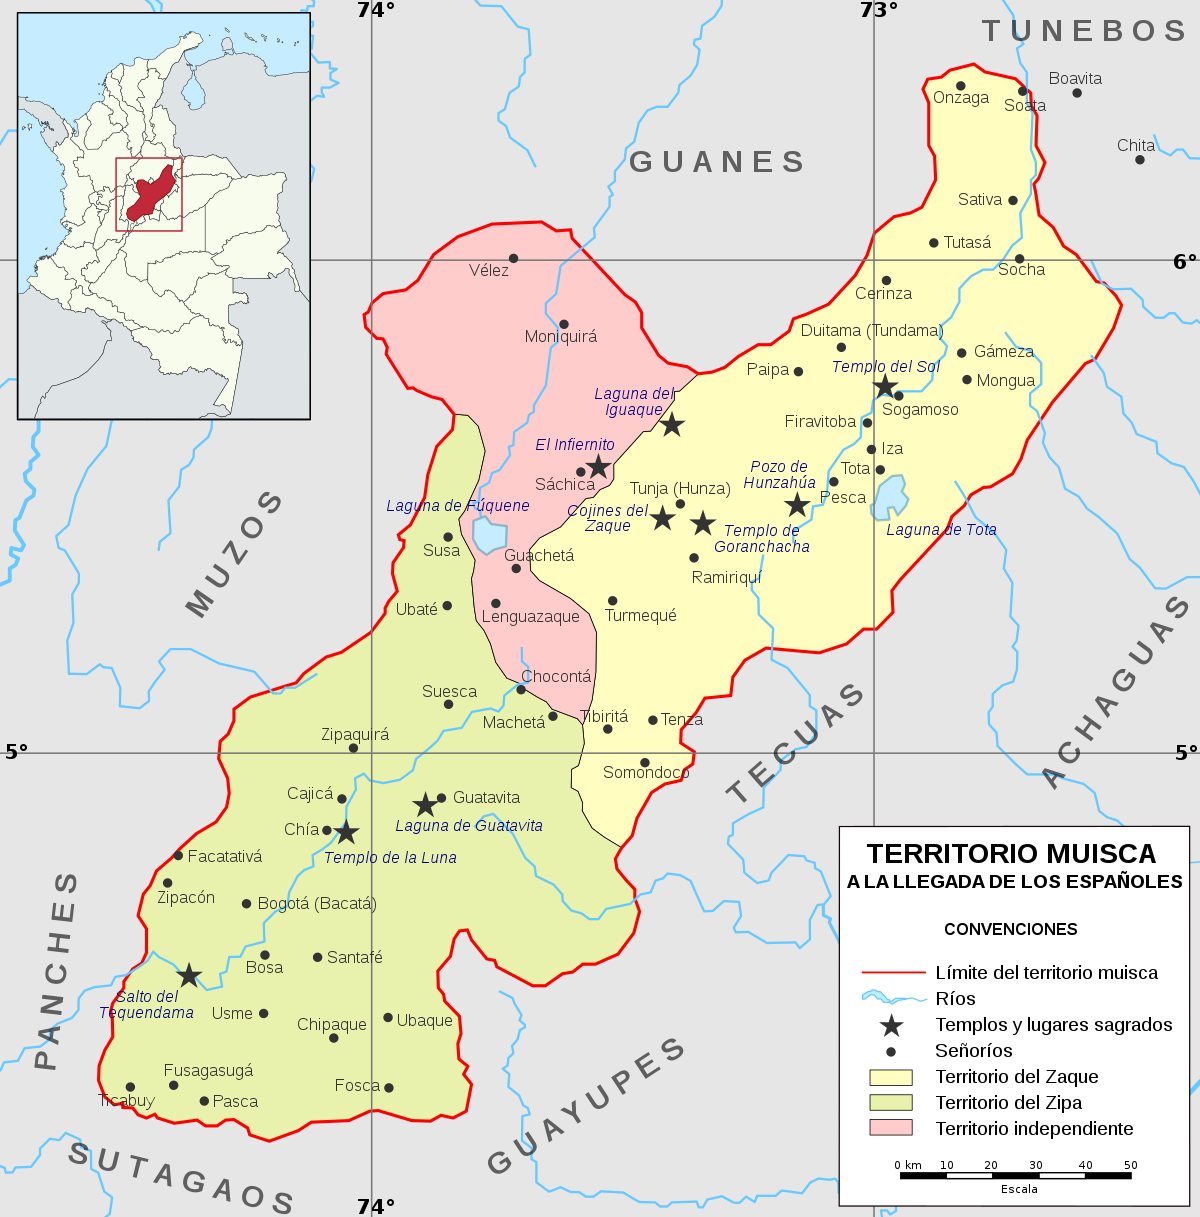 74°
73°
TUNEBOS
Boavita
Onzaga
Soata
Chita
GUANES
Sativa
Tutasá
6°
Vélez
Socha
Cerinza
Moniquirá
Duitama (Tundama)
Gámeza
Paipa
Templo del Sol
Mongua
Laguna del
Iguaque
Sogamoso
Firavitoba
El Infiernito
Iza
Pozo de
Hunzahúa
Tota
Sáchica
Tunja (Hunza)
Pesca
Laguna de Fúquene
Cojines del
Zaque
Templo de
Goranchacha
Laguna de Tota
MUZOS
Susa
Guachetá
Ramiriquí
Ubaté
Lenguazaque
Turmequé
ACHAGUAS
Chocontá
Suesca
Machetá
Tibiritá
Tenza
TECUAS
Zipaquirá
5°
5°
Somondoco
Cajicá
Guatavita
Laguna de Guatavita
Chía
Templo de la Luna
Facatativá
Zipacón
Bogotá (Bacatá)
PANCHES
Bosa
Santafé
Salto del
Tequendama
Usme
Chipaque
Ubaque
Fusagasugá
Fosca
Ticabuy
Pasca
GUAYUPES
SUTAGAOS
74°
TERRITORIO MUISCA
A LA LLEGADA DE LOS ESPAÑOLES
CONVENCIONES
Límite del territorio muisca
Ríos
Templos y lugares sagrados
Señoríos
Territorio del Zaque
Territorio del Zipa
Territorio independiente
0 km 10 20 30 40 50
Escala